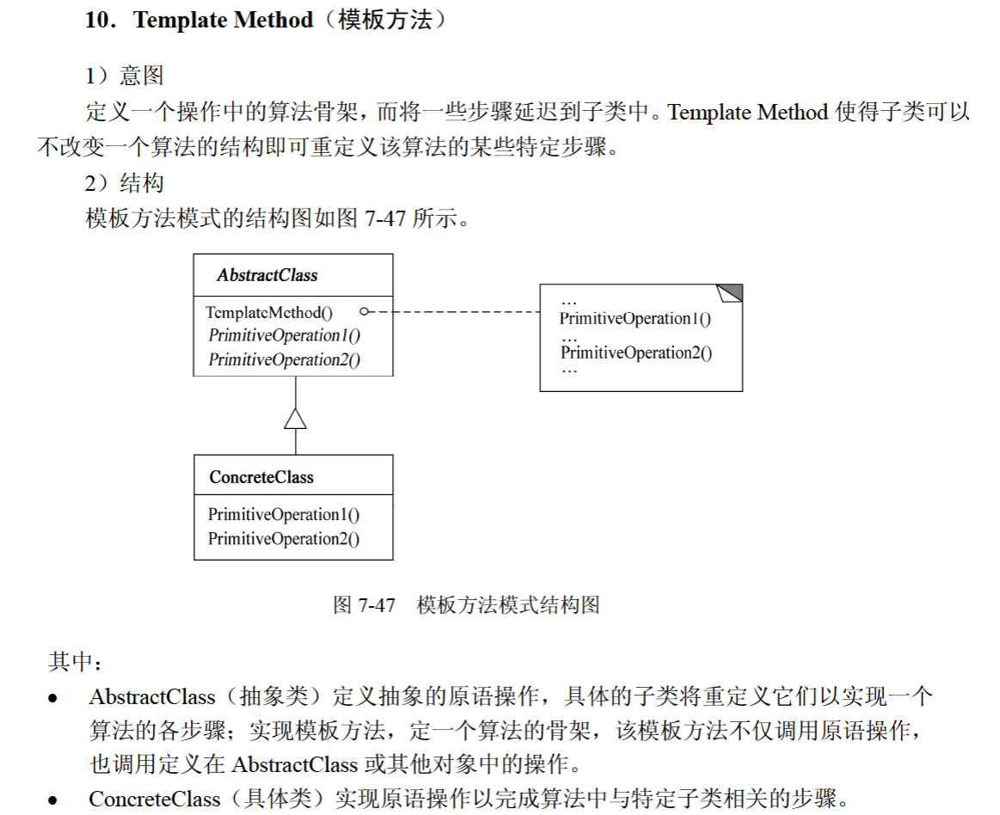 10．Template Method（模板方法）
1）意图
定义一个操作中的算法骨架，而将一些步骤延迟到子类中。Template Method 使得子类可以
不改变一个算法的结构即可重定义该算法的某些特定步骤。
2）结构
模板方法模式的结构图如图 7-47 所示。
AbstractClass
TemplateMethod()
PrimitiveOperation1()
PrimitiveOperation2()
...
PrimitiveOperation1()
...
PrimitiveOperation2()
...
ConcreteClass
PrimitiveOperation1()
PrimitiveOperation2()
图 7-47　模板方法模式结构图
其中：
● AbstractClass（抽象类）定义抽象的原语操作，具体的子类将重定义它们以实现一个
算法的各步骤；实现模板方法，定一个算法的骨架，该模板方法不仅调用原语操作，
也调用定义在 AbstractClass 或其他对象中的操作。
● ConcreteClass（具体类）实现原语操作以完成算法中与特定子类相关的步骤。